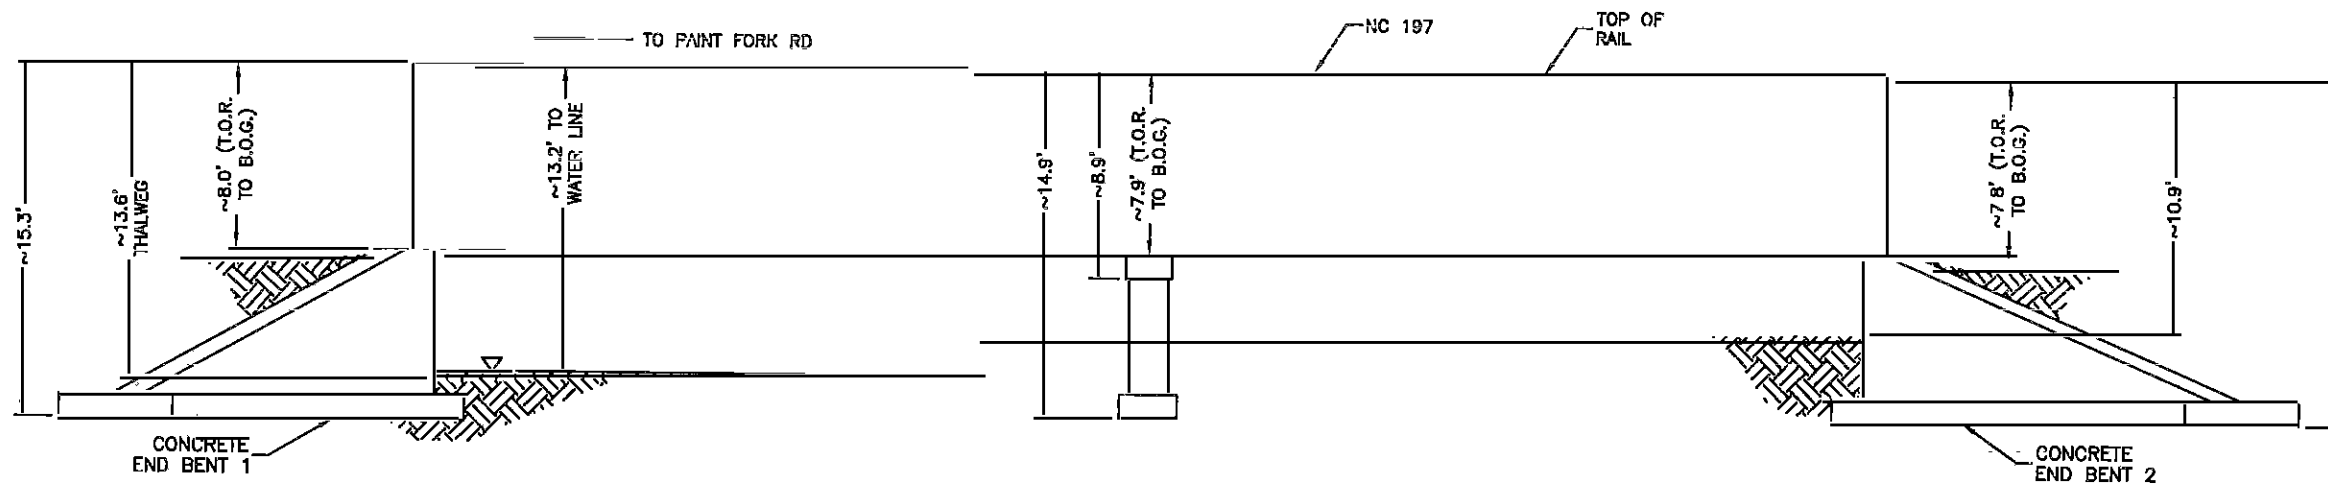 TO PAINT FORK RD
NC 197
TOP OF
RAIL
~15.3'
~13.6'
THALWEG
~8.0' (T.O.R.
TO B.O.G.)
~13.2' TO
WATER LINE
~14.9'
~8.9'
~7.9' (T.O.R.
TO B.O.G.)
~7 8' (T.O.R.
TO B.O.G.)
~10.9'
CONCRETE
END BENT 1
CONCRETE
END BENT 2